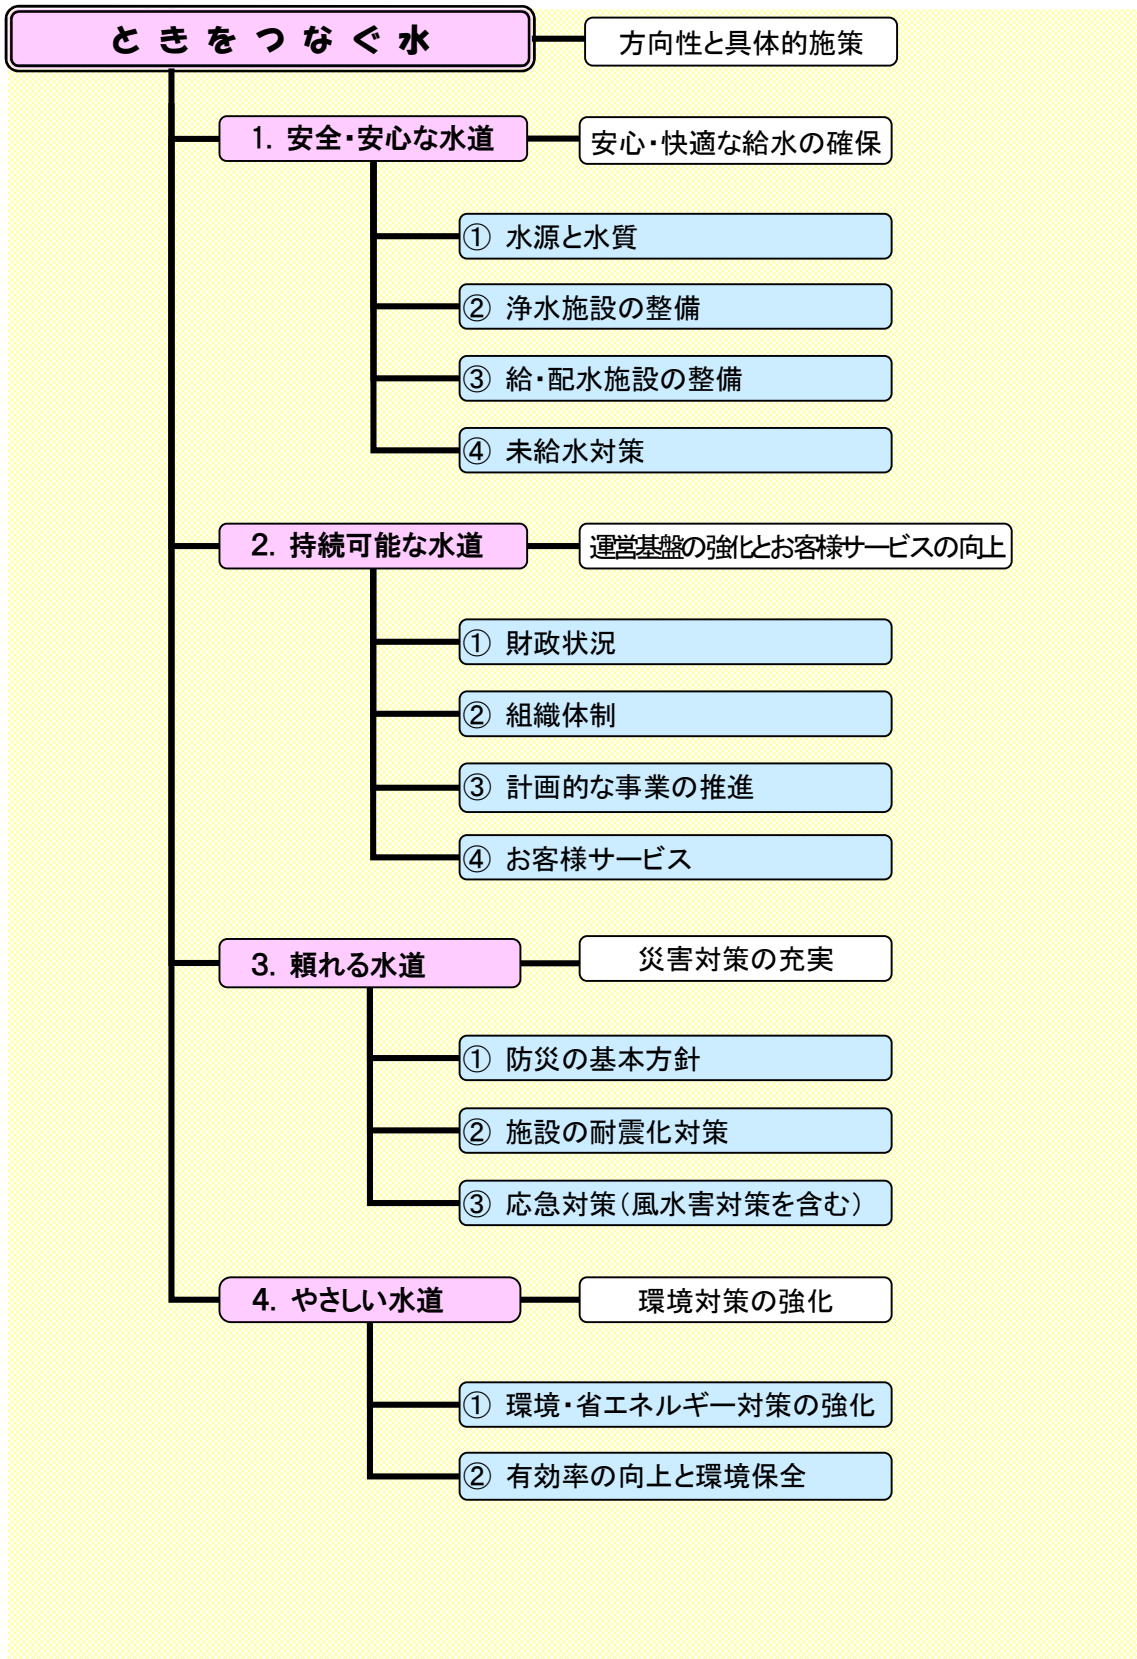 ときをつなぐ水
方向性と具体的施策
1. 安全・安心な水道
安心・快適な給水の確保
① 水源と水質
② 浄水施設の整備
③ 給・配水施設の整備
④ 未給水対策
2. 持続可能な水道
運営基盤の強化とお客様サービスの向上
① 財政状況
② 組織体制
③ 計画的な事業の推進
④ お客様サービス
3. 頼れる水道
災害対策の充実
① 防災の基本方針
② 施設の耐震化対策
③ 応急対策(風水害対策を含む)
4. やさしい水道
環境対策の強化
① 環境・省エネルギー対策の強化
② 有効率の向上と環境保全